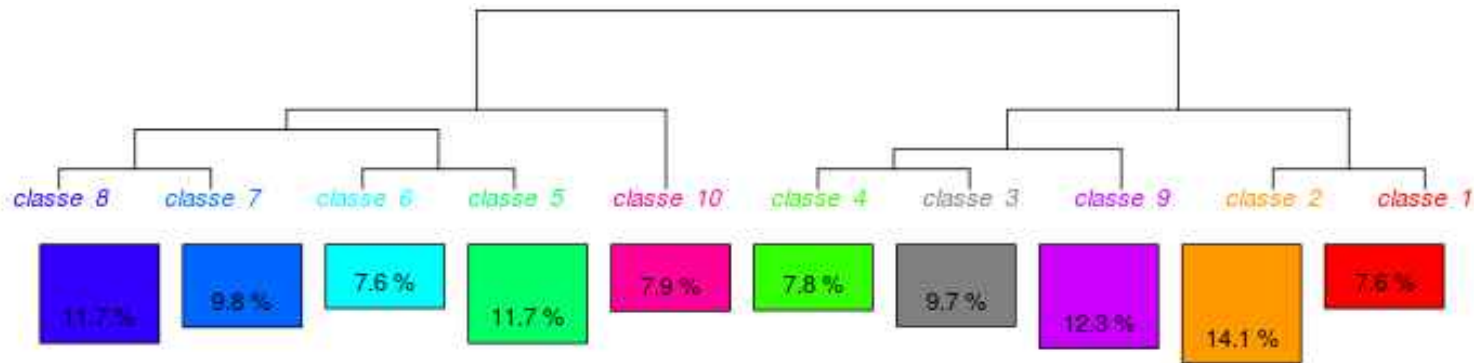 classe 8 classe 7 classe 6 classe 5 classe 10 classe 4 classe 3 classe 9 classe 2 classe 1
11.7 % 9.8 % 7.6 % 11.7 % 7.9 % 7.8 % 9.7 % 12.3 % 14.1 % 7.6 %